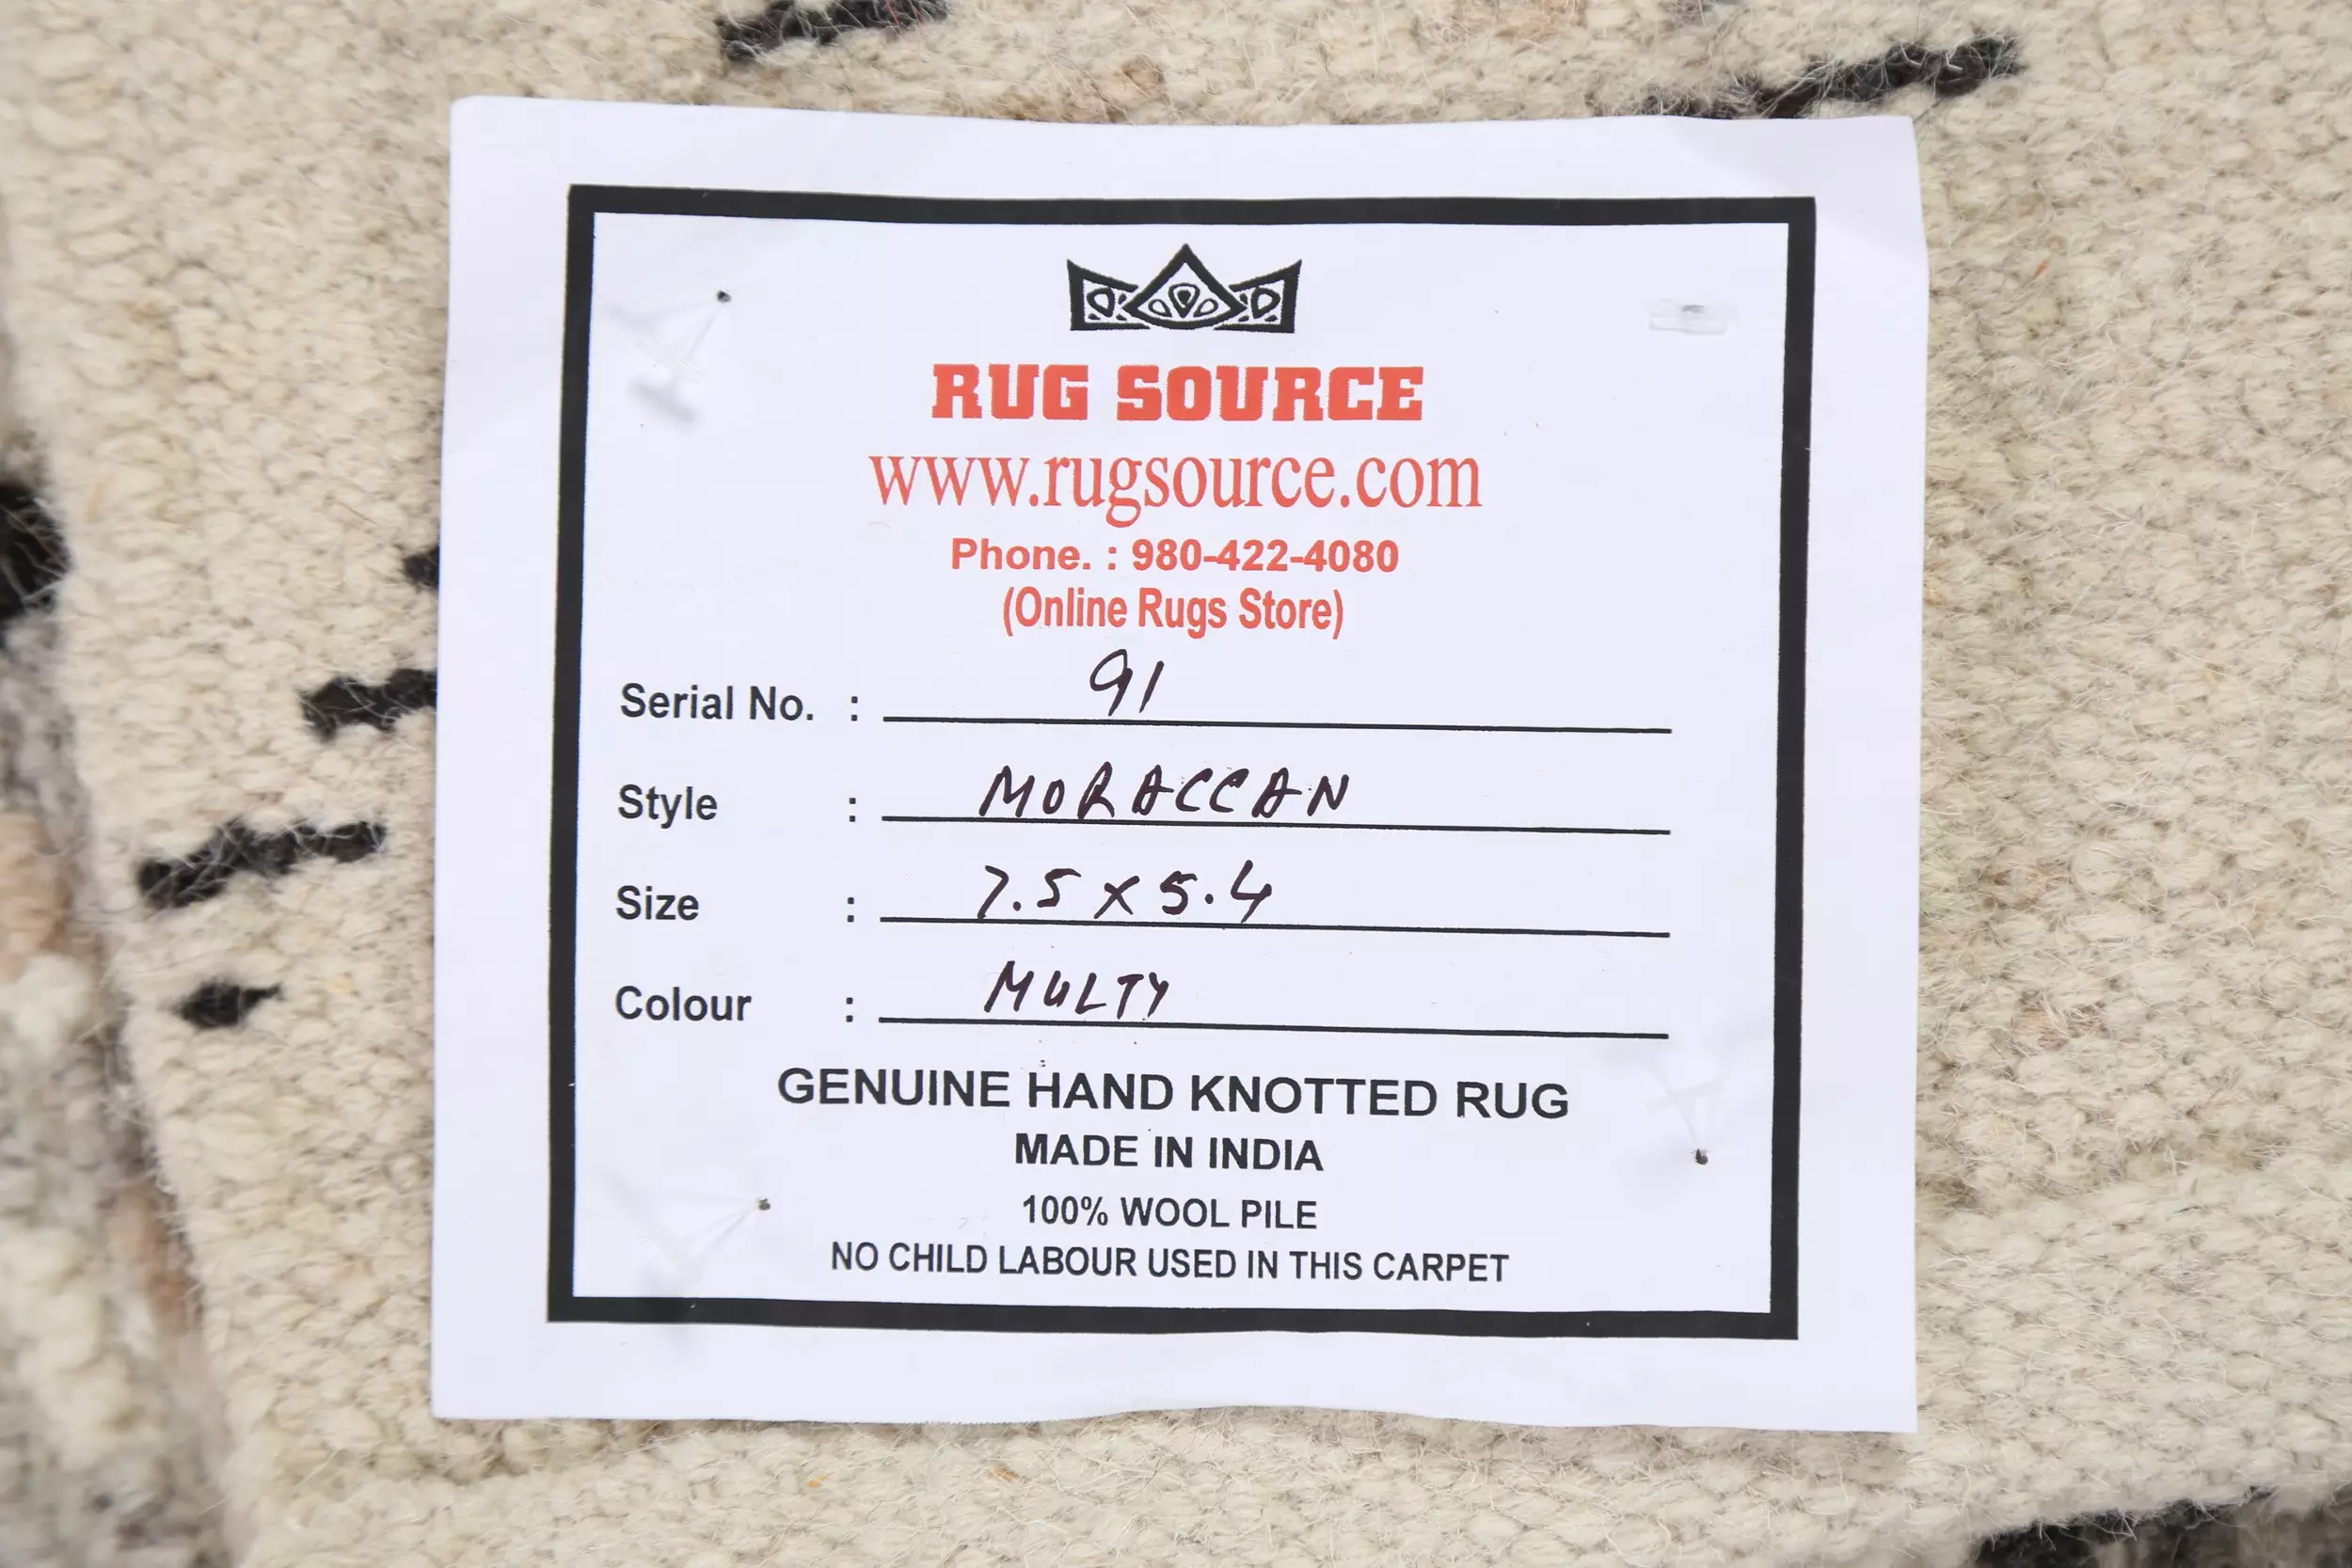 RUG SOURCE
www.rugsource.com
Phone. : 980-422-4080
(Online Rugs Store)
Serial No. : 91
Style : MORACCAN
Size : 7.5 x 5.4
Colour : MULTY
GENUINE HAND KNOTTED RUG
MADE IN INDIA
100% WOOL PILE
NO CHILD LABOUR USED IN THIS CARPET